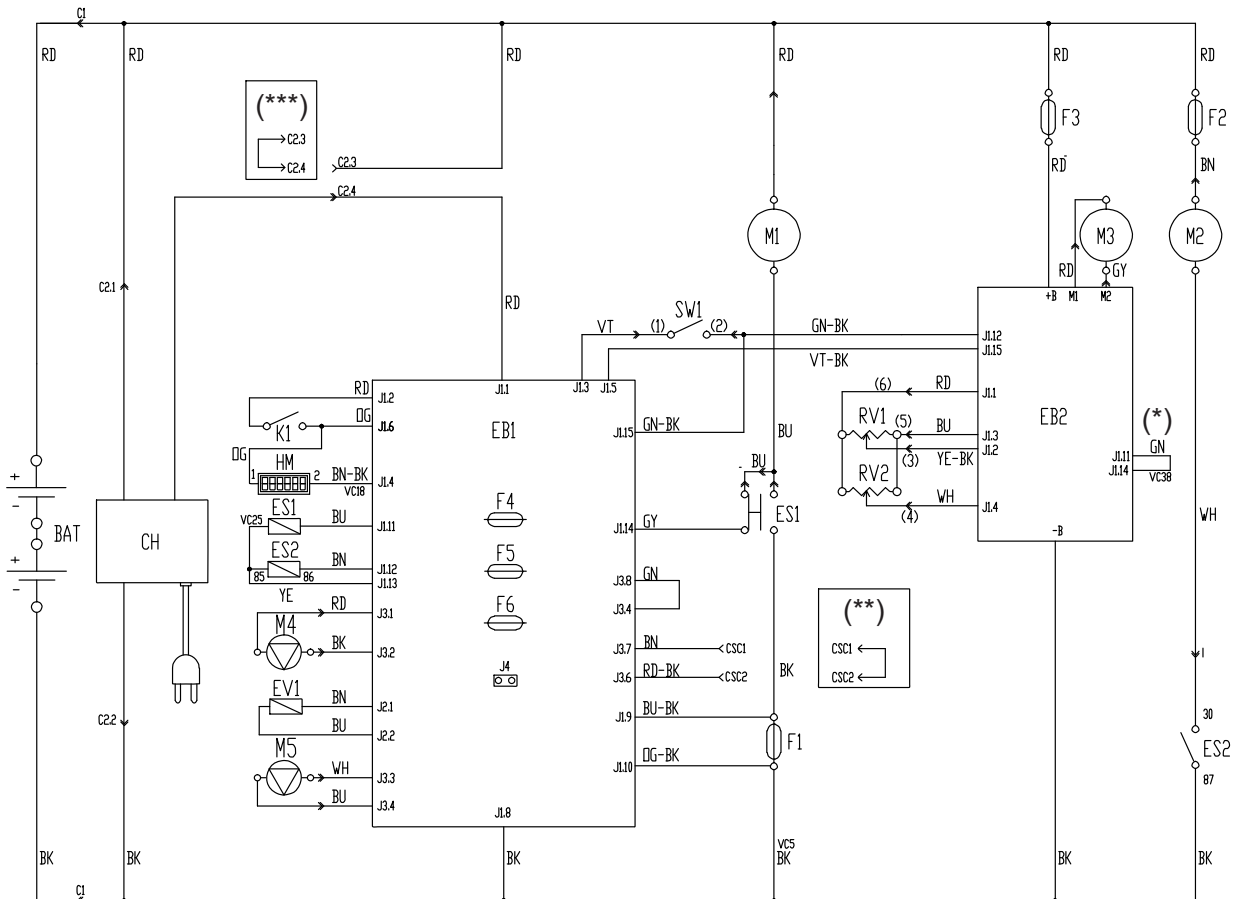 C1
RD RD RD RD RD RD
(***)
C2.3
C2.4
C2.3
C2.4
F3 F2
RD BN
M1 M3 M2
RD GY
C2.1
RD
+B M1 M2
SW1
VT (1) (2) GN-BK J1.12
VT-BK J1.15
J1.1 J1.3 J1.5
RD J1.2
OG J1.6
K1
EB1
GN-BK
J1.15
BU
(6) RD J1.1
RV1 (5) BU J1.3
(3) YE-BK J1.2
RV2
WH J1.4
(4)
EB2
(*)
J1.11 GN
J1.14 VC38
-B
OG
HM
1 2 BN-BK
VC18 J1.4
ES1
VC25 BU J1.11
ES2 BN J1.12
85 86 J1.13
YE
F4
F5
F6
J4
BU
GY
J1.14
ES1
GN
J3.8
J3.4
BN
J3.7 CSC1
RD-BK
J3.6 CSC2
BK
(**)
CSC1
CSC2
WH
BAT
+
-
+
-
CH
RD J3.1
M4
BK J3.2
EV1 BN J2.1
BU J2.2
M5
WH J3.3
BU J3.4
C2.2
BU-BK
J1.9
F1
OG-BK
J1.10
1
30
ES2
87
J1.8
VC5
BK BK BK BK BK BK
C1